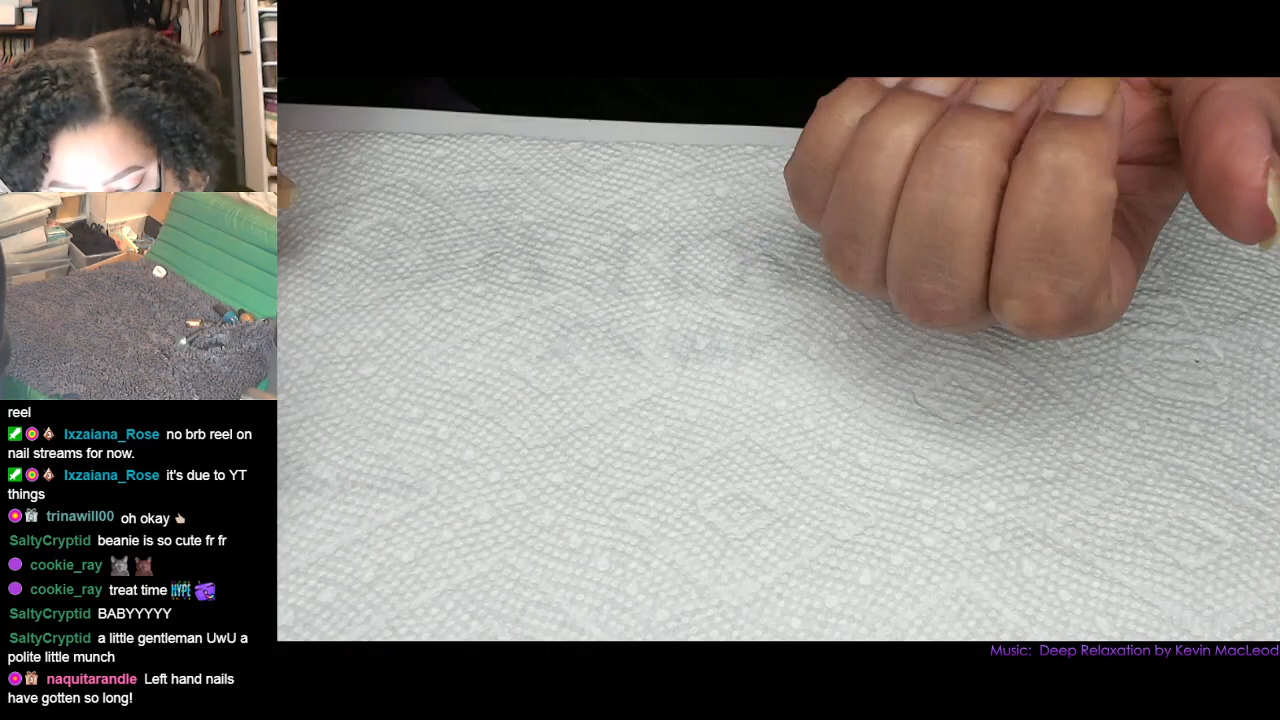 reel
Ixzaiana_Rose no brb reel on
nail streams for now.
Ixzaiana_Rose it's due to YT
things
trinawill00 oh okay
SaltyCryptid beanie is so cute fr fr
cookie_ray
cookie_ray treat time HYPE
SaltyCryptid BABYYYYY
SaltyCryptid a little gentleman UwU a
polite little munch
naquitarandle Left hand nails
have gotten so long!
Music: Deep Relaxation by Kevin MacLeod